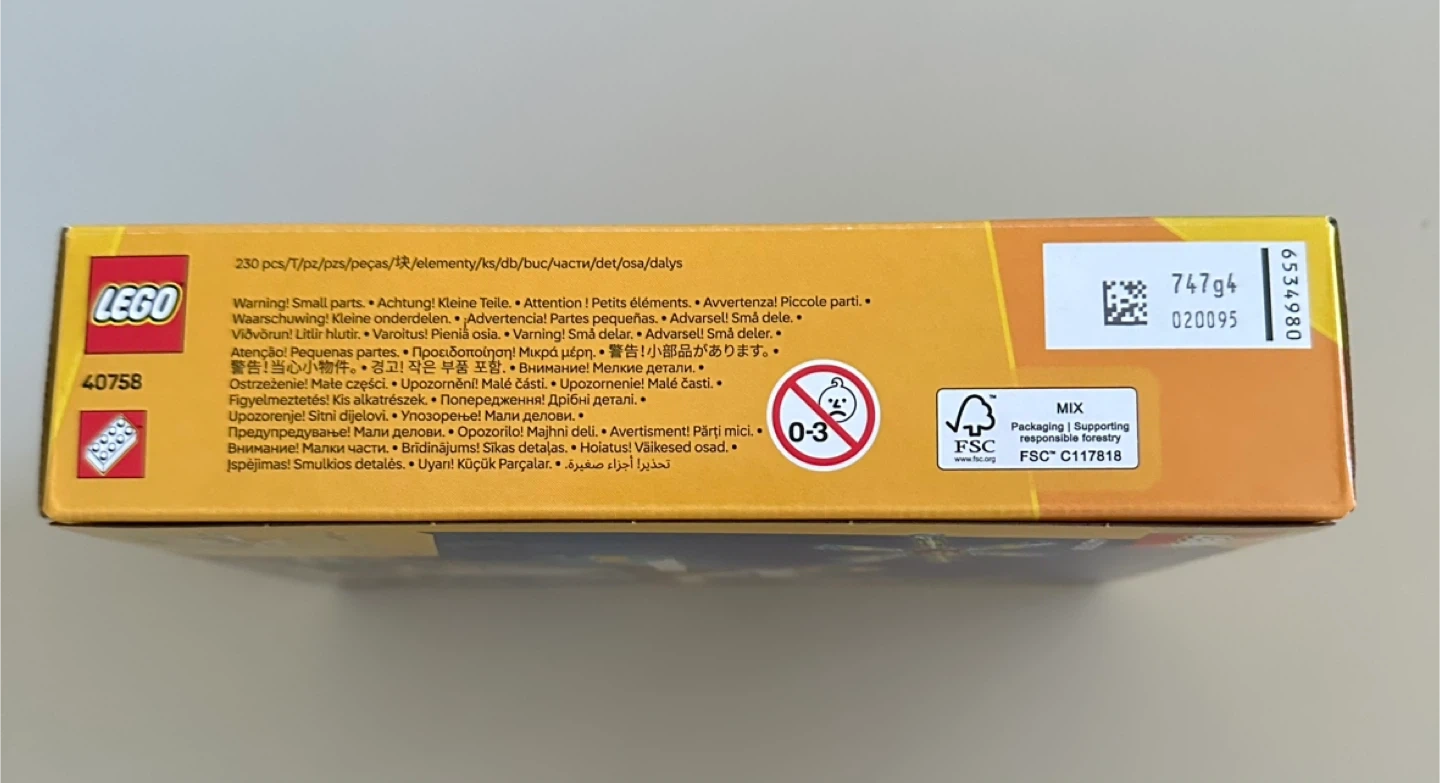 LEGO
40758
230 pcs/T/pz/pzs/peças/块/elementy/ks/db/buc/части/det/osa/dalys
Warning! Small parts. • Achtung! Kleine Teile. • Attention ! Petits éléments. • Avvertenza! Piccole parti. •
Waarschuwing! Kleine onderdelen. • ¡Advertencia! Partes pequeñas. • Advarsel! Små dele. •
Viðvörun! Litlir hlutir. • Varoitus! Pieniä osia. • Varning! Små delar. • Advarsel! Små deler. •
Atenção! Pequenas partes. • Προειδοποίηση! Μικρά μέρη. • 警告!小部品があります。•
警告!当心小物件。• 경고! 작은 부품 포함. • Внимание! Мелкие детали. •
Ostrzeżenie! Małe części. • Upozornění! Malé části. • Upozornenie! Malé časti. •
Figyelmeztetés! Kis alkatrészek. • Попередження! Дрібні деталі. •
Upozorenje! Sitni dijelovi. • Упозорење! Мали делови. •
Предупредување! Мали делови. • Opozorilo! Majhni deli. • Avertisment! Părți mici. •
Внимание! Малки части. • Brīdinājums! Sīkas detaļas. • Hoiatus! Väikesed osad. •
Įspėjimas! Smulkios detalės. • Uyarı! Küçük Parçalar. • تحذير! أجزاء صغيرة.
0-3
FSC™
www.fsc.org
MIX
Packaging | Supporting
responsible forestry
FSC™ C117818
747g4
020095
6534980